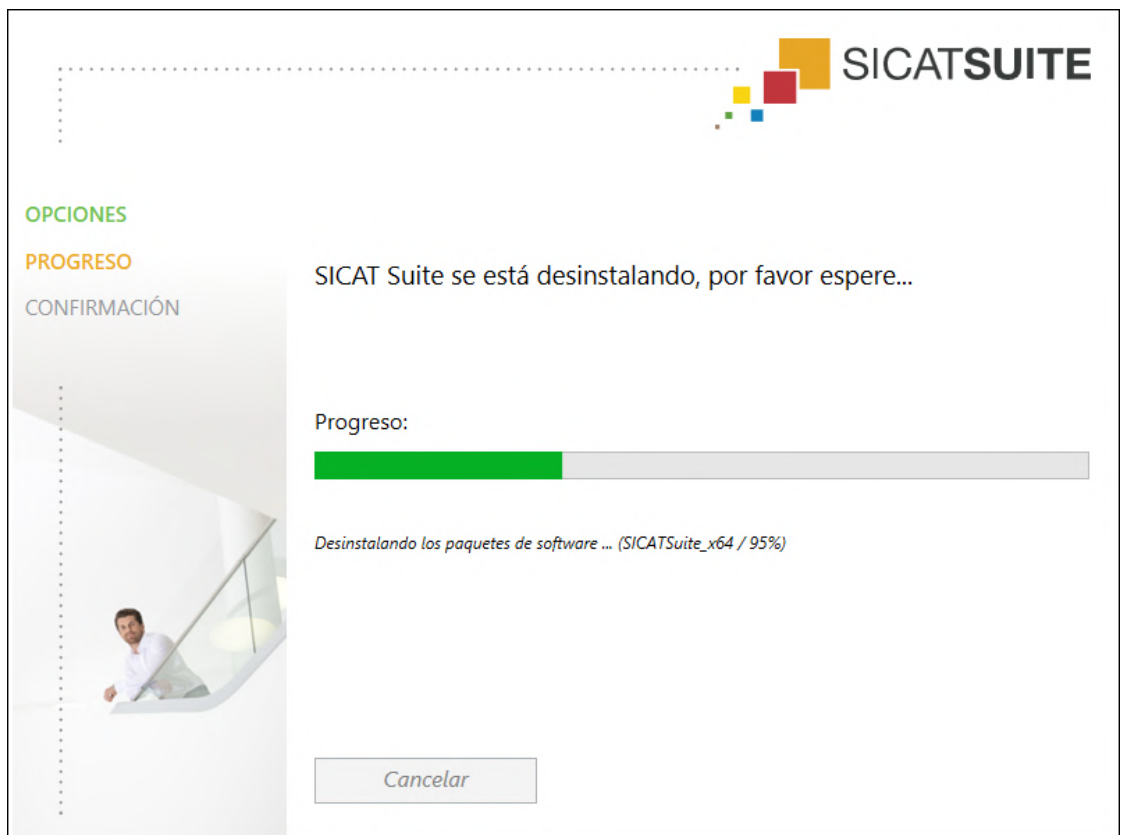 SICATSUITE
OPCIONES
PROGRESO
CONFIRMACIÓN
SICAT Suite se está desinstalando, por favor espere...
Progreso:
Desinstalando los paquetes de software ... (SICATSuite_x64 / 95%)
Cancelar